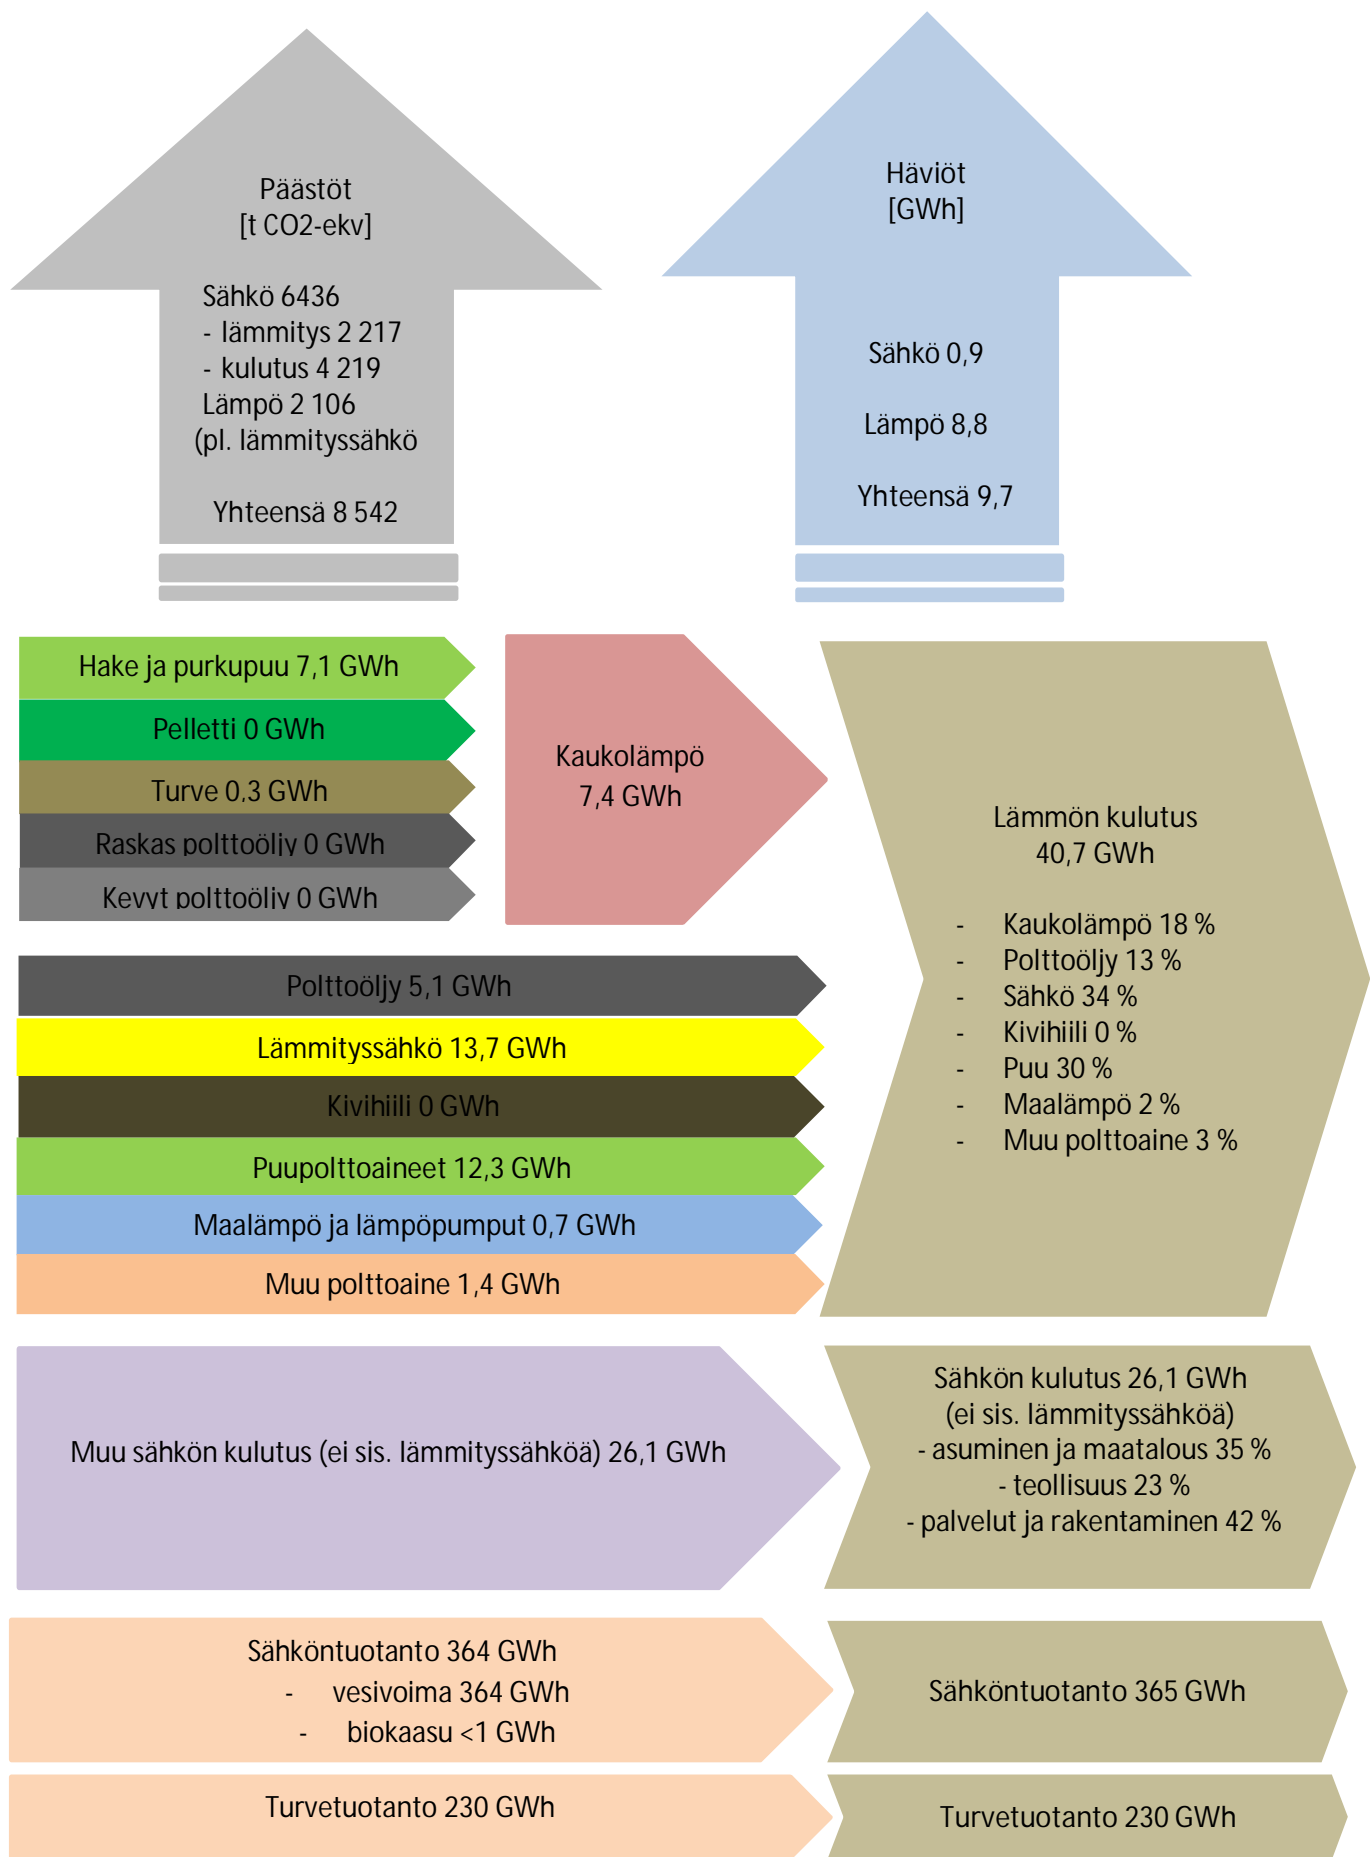 Päästöt
[t CO2-ekv]
Sähkö 6436
- lämmitys 2 217
- kulutus 4 219
Lämpö 2 106
(pl. lämmityssähkö
Yhteensä 8 542
Häviöt
[GWh]
Sähkö 0,9
Lämpö 8,8
Yhteensä 9,7
Hake ja purkupuu 7,1 GWh
Pelletti 0 GWh
Turve 0,3 GWh
Raskas polttoöljy 0 GWh
Kevyt polttoöljy 0 GWh
Kaukolämpö
7,4 GWh
Polttoöljy 5,1 GWh
Lämmityssähkö 13,7 GWh
Kivihiili 0 GWh
Puupolttoaineet 12,3 GWh
Maalämpö ja lämpöpumput 0,7 GWh
Muu polttoaine 1,4 GWh
Lämmön kulutus
40,7 GWh
- Kaukolämpö 18 %
- Polttoöljy 13 %
- Sähkö 34 %
- Kivihiili 0 %
- Puu 30 %
- Maalämpö 2 %
- Muu polttoaine 3 %
Muu sähkön kulutus (ei sis. lämmityssähköä) 26,1 GWh
Sähkön kulutus 26,1 GWh
(ei sis. lämmityssähköä)
- asuminen ja maatalous 35 %
- teollisuus 23 %
- palvelut ja rakentaminen 42 %
Sähköntuotanto 364 GWh
- vesivoima 364 GWh
- biokaasu <1 GWh
Sähköntuotanto 365 GWh
Turvetuotanto 230 GWh
Turvetuotanto 230 GWh